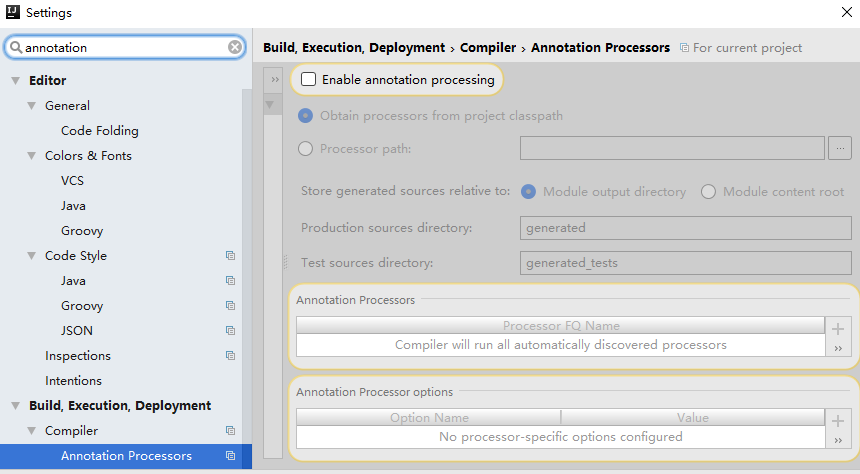 Settings
annotation
Editor
General
Code Folding
Colors & Fonts
VCS
Java
Groovy
Code Style
Java
Groovy
JSON
Inspections
Intentions
Build, Execution, Deployment
Compiler
Annotation Processors
Build, Execution, Deployment › Compiler › Annotation Processors For current project
Enable annotation processing
Obtain processors from project classpath
Processor path: ...
Store generated sources relative to: Module output directory Module content root
Production sources directory: generated
Test sources directory: generated_tests
Annotation Processors
Processor FQ Name
Compiler will run all automatically discovered processors
Annotation Processor options
Option Name Value
No processor-specific options configured